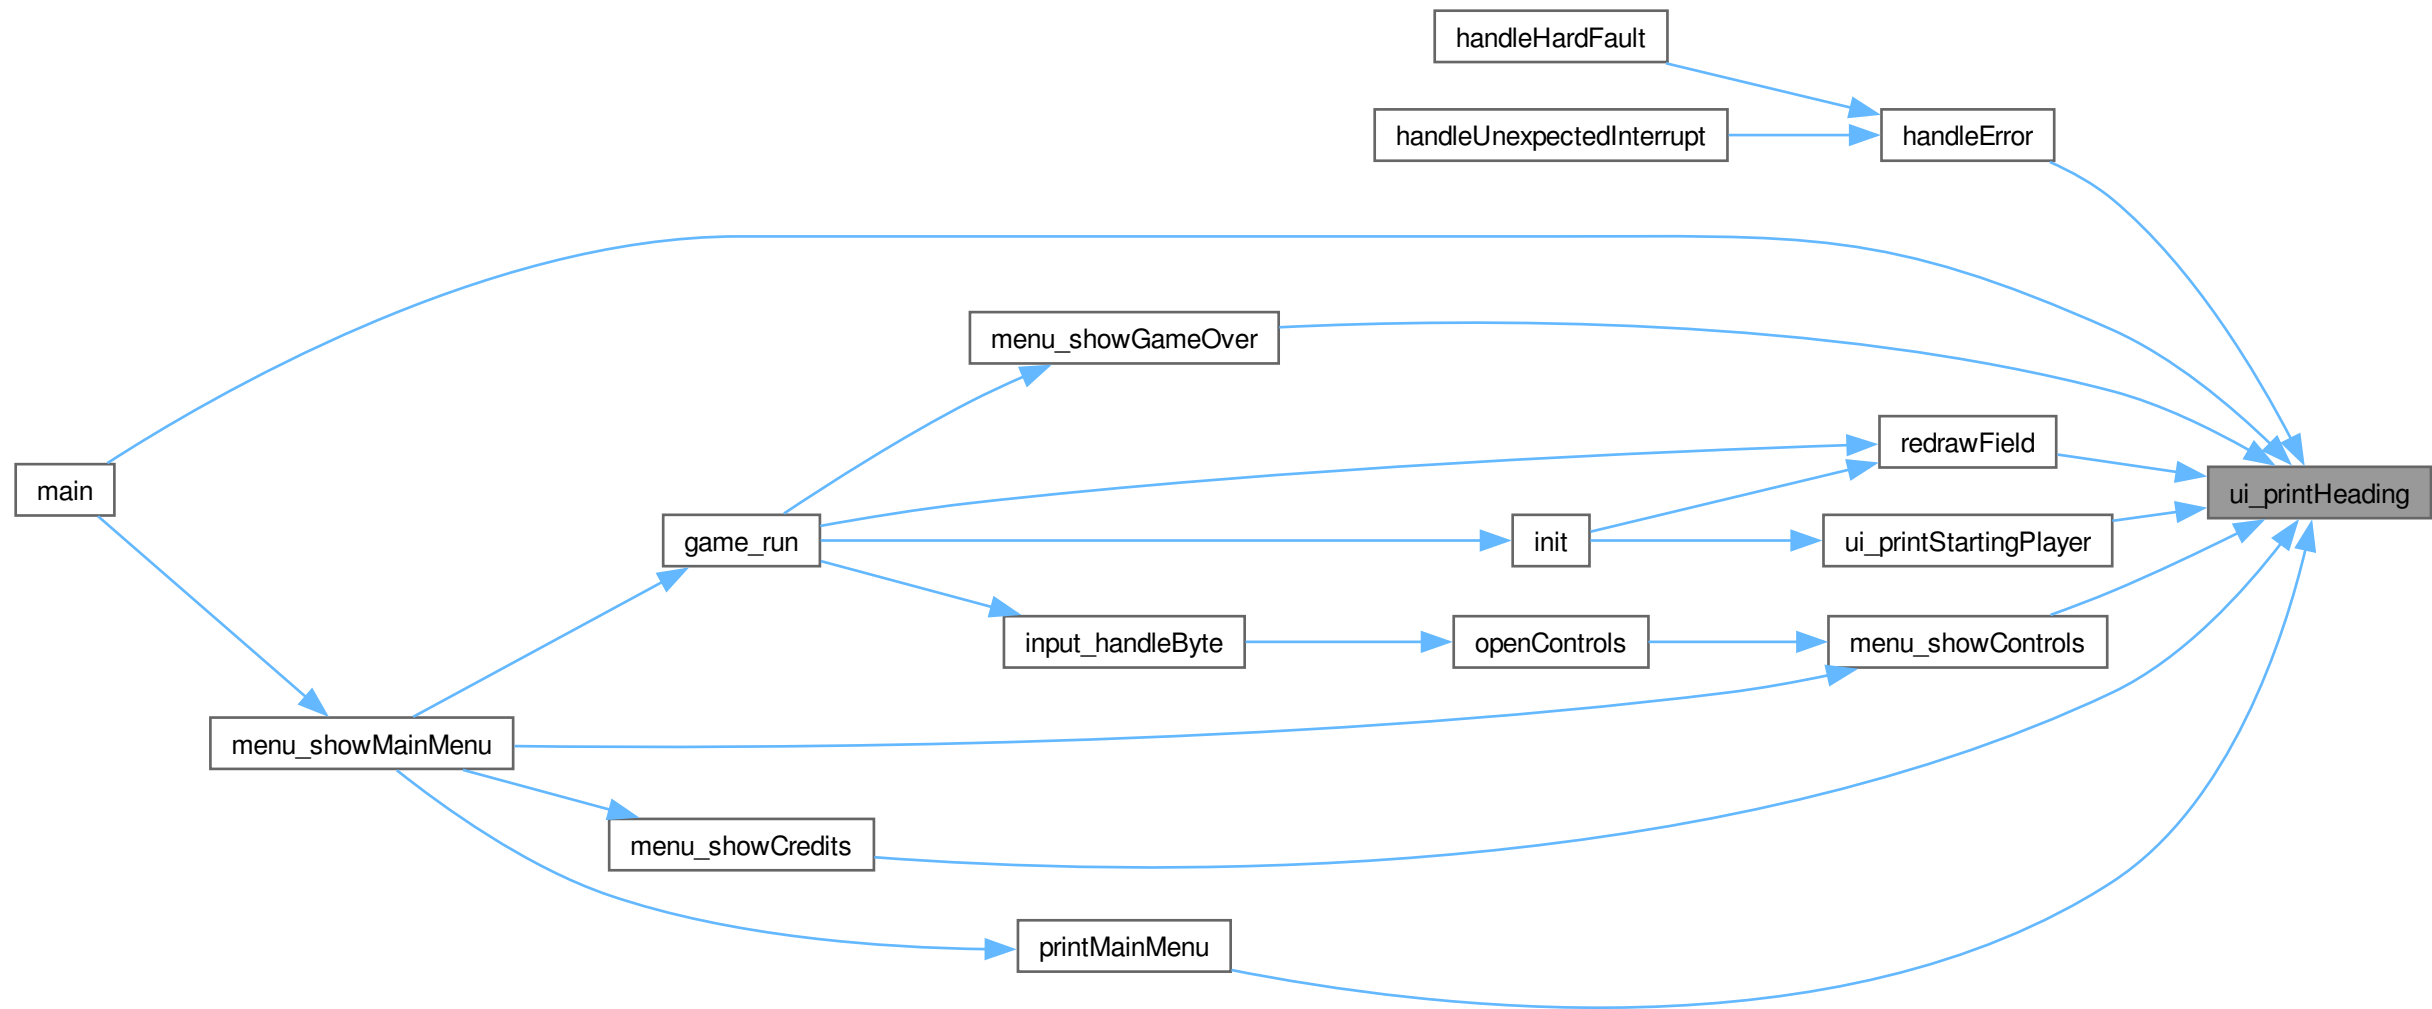 handleHardFault
handleUnexpectedInterrupt
handleError
menu_showGameOver
redrawField
main
ui_printHeading
game_run
init
ui_printStartingPlayer
input_handleByte
openControls
menu_showControls
menu_showMainMenu
menu_showCredits
printMainMenu